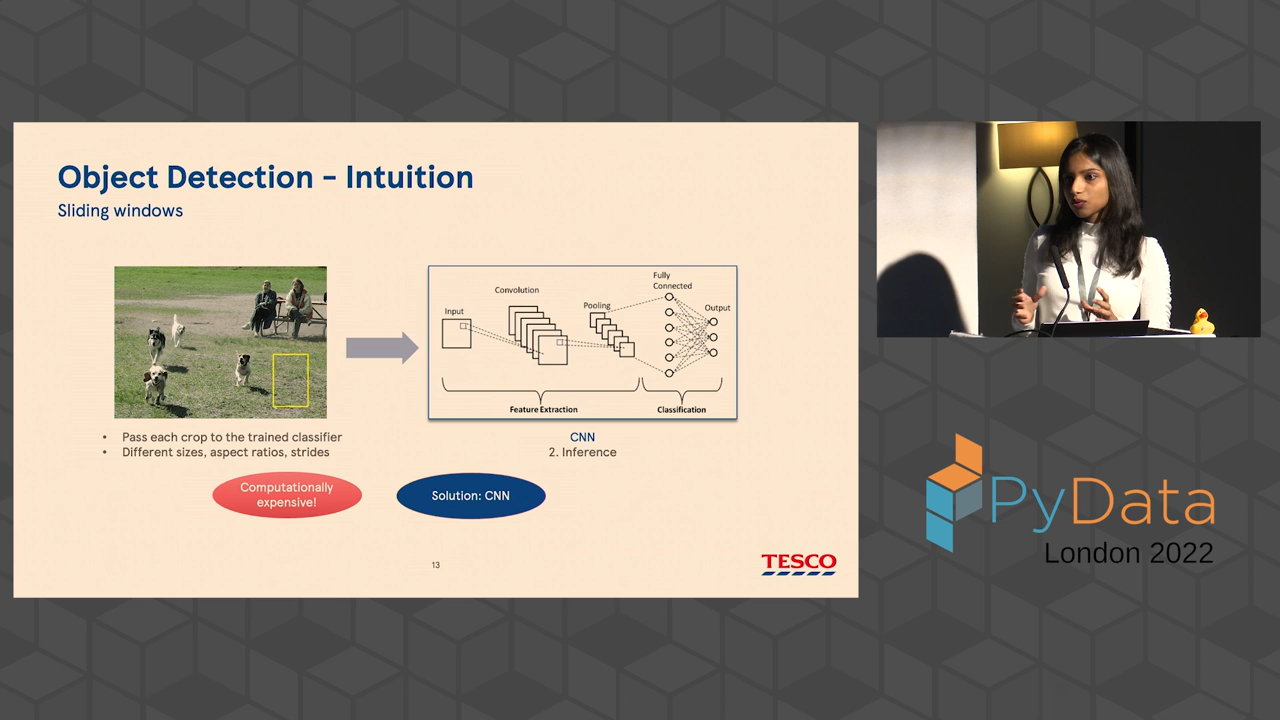 Object Detection – Intuition
Sliding windows
Input
Convolution
Pooling
Fully
Connected
Output
Feature Extraction
Classification
• Pass each crop to the trained classifier
• Different sizes, aspect ratios, strides
CNN
2. Inference
Computationally
expensive!
Solution: CNN
13
TESCO
PyData
London 2022